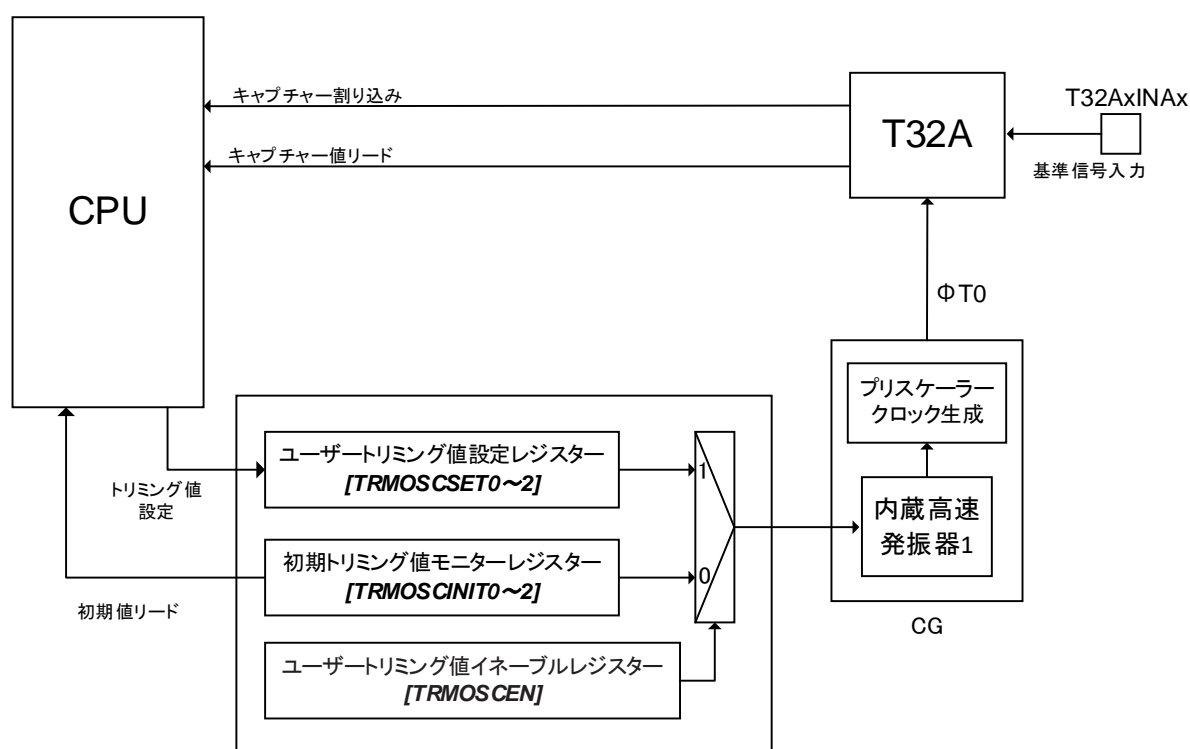 キャプチャー割り込み
キャプチャー値リード
CPU
T32A
T32AxINAx
基準信号入力
ΦT0
プリスケーラー
クロック生成
内蔵高速
発振器1
CG
ユーザートリミング値設定レジスター
[TRMOSCSET0～2]
1
トリミング値
設定
初期トリミング値モニターレジスター
[TRMOSCINIT0～2]
0
初期値リード
ユーザートリミング値イネーブルレジスター
[TRMOSCEN]